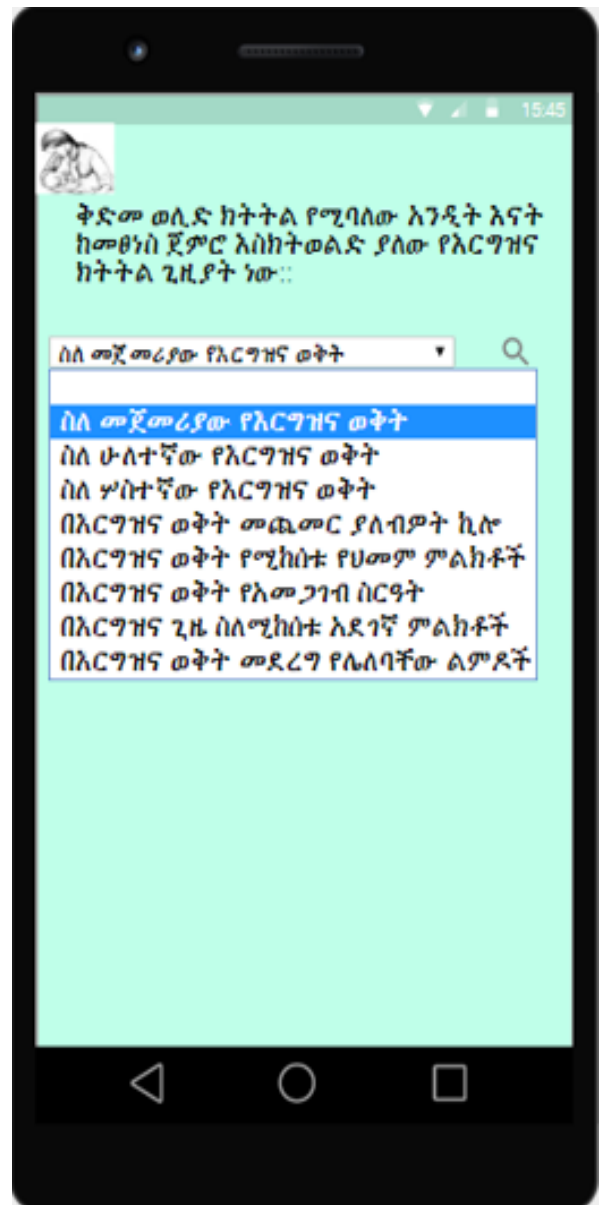 15:45
ቅድመ ወሊድ ክትትል የሚባለው አንዲት እናት
ከመፀነስ ጀምሮ እስክትወልድ ያለው የእርግዝና
ክትትል ጊዚያት ነው::
ስለ መጀመሪያው የእርግዝና ወቅት
ስለ መጀመሪያው የእርግዝና ወቅት
ስለ ሁለተኛው የእርግዝና ወቅት
ስለ ሦስተኛው የእርግዝና ወቅት
በእርግዝና ወቅት መጨመር ያለብዎት ኪሎ
በእርግዝና ወቅት የሚከሰቱ የህመም ምልክቶች
በእርግዝና ወቅት የአመጋገብ ስርዓት
በእርግዝና ጊዜ ስለሚከሰቱ አደገኛ ምልክቶች
በእርግዝና ወቅት መደረግ የሌለባቸው ልምዶች